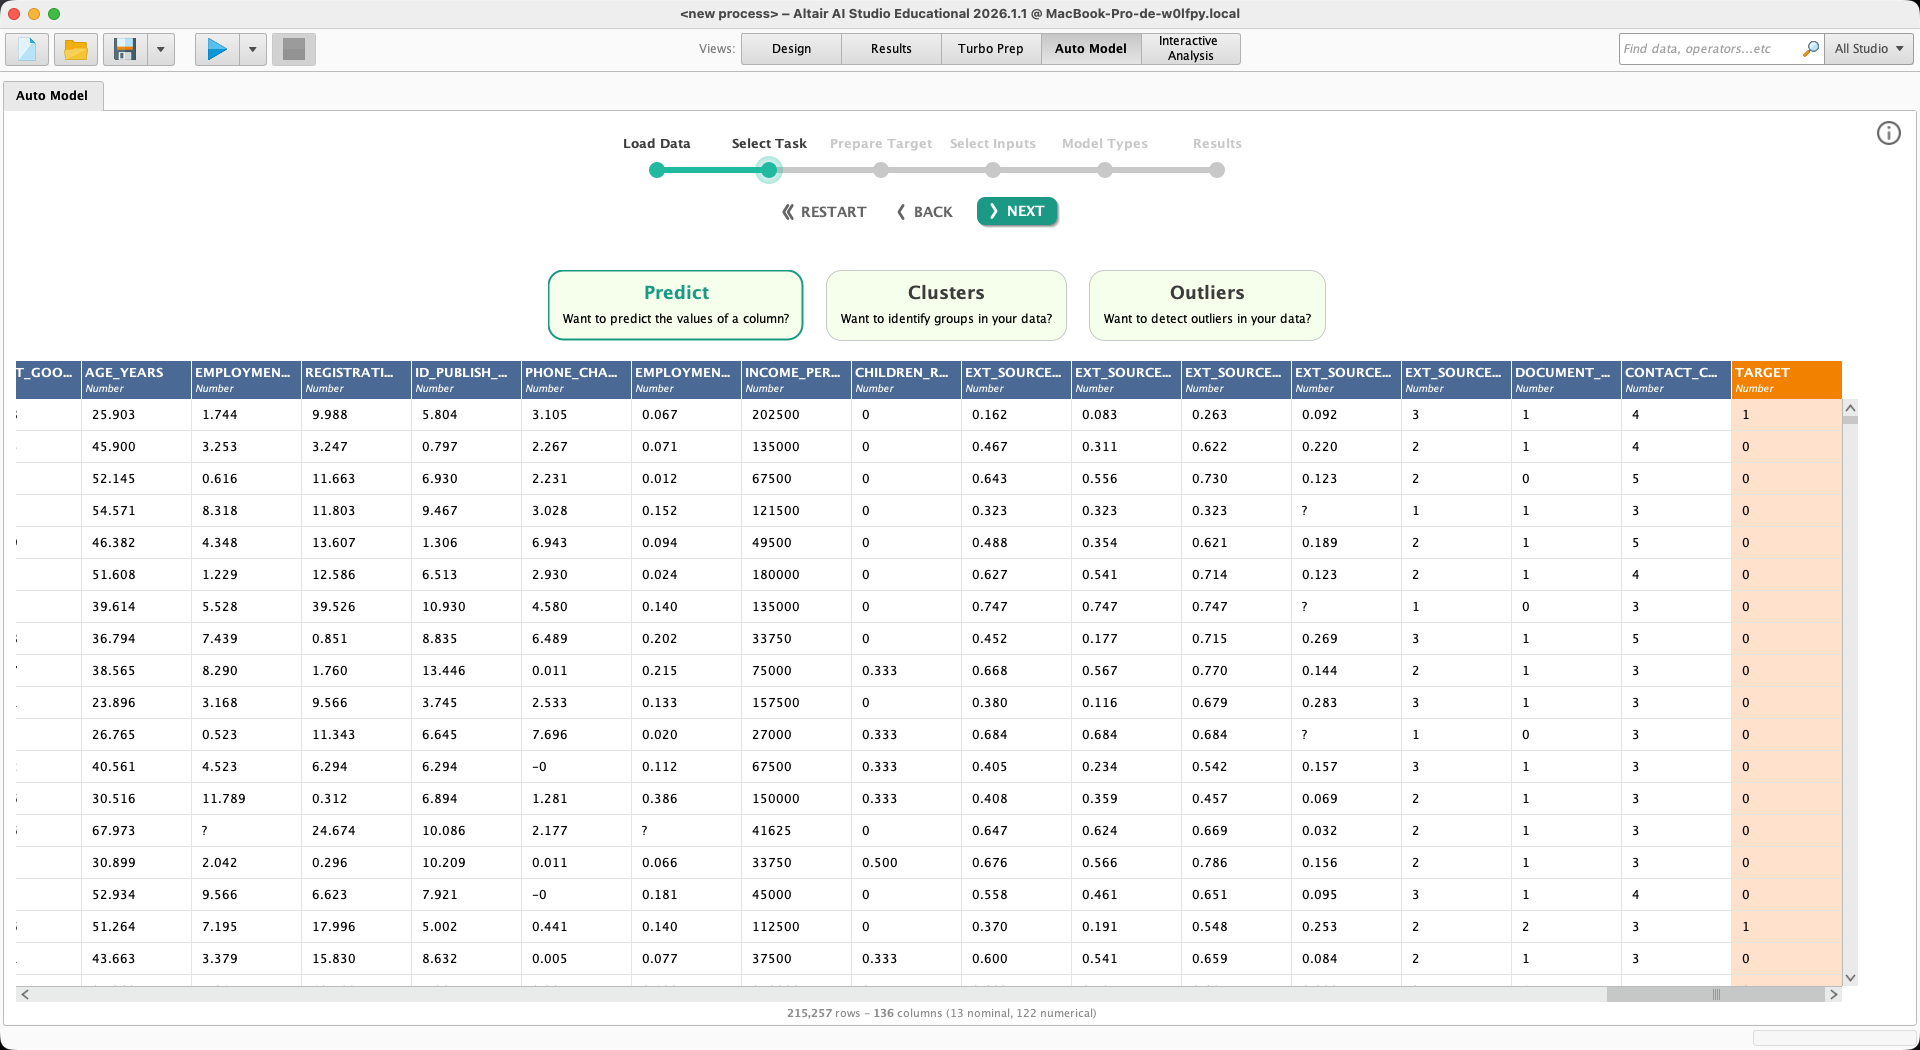 <new process> – Altair AI Studio Educational 2026.1.1 @ MacBook-Pro-de-w0lfpy.local
Views: Design Results Turbo Prep Auto Model Interactive Analysis
Find data, operators...etc All Studio
Auto Model
Load Data Select Task Prepare Target Select Inputs Model Types Results
RESTART BACK NEXT
Predict Clusters Outliers
Want to predict the values of a column? Want to identify groups in your data? Want to detect outliers in your data?
T_GOO... AGE_YEARS EMPLOYMEN... REGISTRATI... ID_PUBLISH_... PHONE_CHA... EMPLOYMEN... INCOME_PER... CHILDREN_R... EXT_SOURCE... EXT_SOURCE... EXT_SOURCE... EXT_SOURCE... EXT_SOURCE... DOCUMENT_... CONTACT_C... TARGET
Number Number Number Number Number Number Number Number Number Number Number Number Number Number Number Number
25.903 1.744 9.988 5.804 3.105 0.067 202500 0 0.162 0.083 0.263 0.092 3 1 4 1
45.900 3.253 3.247 0.797 2.267 0.071 135000 0 0.467 0.311 0.622 0.220 2 1 4 0
52.145 0.616 11.663 6.930 2.231 0.012 67500 0 0.643 0.556 0.730 0.123 2 0 5 0
54.571 8.318 11.803 9.467 3.028 0.152 121500 0 0.323 0.323 0.323 ? 1 1 3 0
46.382 4.348 13.607 1.306 6.943 0.094 49500 0 0.488 0.354 0.621 0.189 2 1 5 0
51.608 1.229 12.586 6.513 2.930 0.024 180000 0 0.627 0.541 0.714 0.123 2 1 4 0
39.614 5.528 39.526 10.930 4.580 0.140 135000 0 0.747 0.747 0.747 ? 1 0 3 0
36.794 7.439 0.851 8.835 6.489 0.202 33750 0 0.452 0.177 0.715 0.269 3 1 5 0
38.565 8.290 1.760 13.446 0.011 0.215 75000 0.333 0.668 0.567 0.770 0.144 2 1 3 0
23.896 3.168 9.566 3.745 2.533 0.133 157500 0 0.380 0.116 0.679 0.283 3 1 3 0
26.765 0.523 11.343 6.645 7.696 0.020 27000 0.333 0.684 0.684 0.684 ? 1 0 3 0
40.561 4.523 6.294 6.294 -0 0.112 67500 0.333 0.405 0.234 0.542 0.157 3 1 3 0
30.516 11.789 0.312 6.894 1.281 0.386 150000 0.333 0.408 0.359 0.457 0.069 2 1 3 0
67.973 ? 24.674 10.086 2.177 ? 41625 0 0.647 0.624 0.669 0.032 2 1 3 0
30.899 2.042 0.296 10.209 0.011 0.066 33750 0.500 0.676 0.566 0.786 0.156 2 1 3 0
52.934 9.566 6.623 7.921 -0 0.181 45000 0 0.558 0.461 0.651 0.095 3 1 4 0
51.264 7.195 17.996 5.002 0.441 0.140 112500 0 0.370 0.191 0.548 0.253 2 2 3 1
43.663 3.379 15.830 8.632 0.005 0.077 37500 0.333 0.600 0.541 0.659 0.084 2 1 3 0
215,257 rows – 136 columns (13 nominal, 122 numerical)